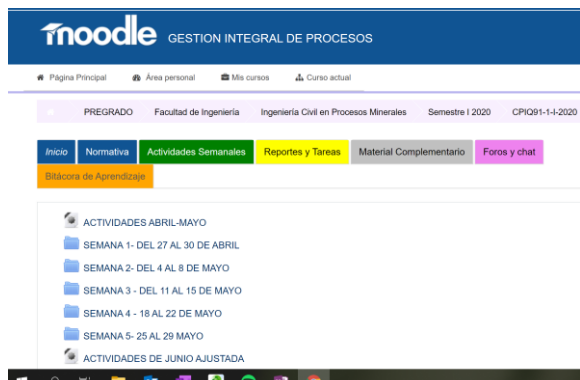 moodle GESTION INTEGRAL DE PROCESOS
Página Principal Área personal Mis cursos Curso actual
PREGRADO Facultad de Ingeniería Ingeniería Civil en Procesos Minerales Semestre I 2020 CPIQ91-1-I-2020
Inicio Normativa Actividades Semanales Reportes y Tareas Material Complementario Foros y chat
Bitácora de Aprendizaje
ACTIVIDADES ABRIL-MAYO
SEMANA 1- DEL 27 AL 30 DE ABRIL
SEMANA 2- DEL 4 AL 8 DE MAYO
SEMANA 3 - DEL 11 AL 15 DE MAYO
SEMANA 4 - 18 AL 22 DE MAYO
SEMANA 5- 25 AL 29 MAYO
ACTIVIDADES DE JUNIO AJUSTADA